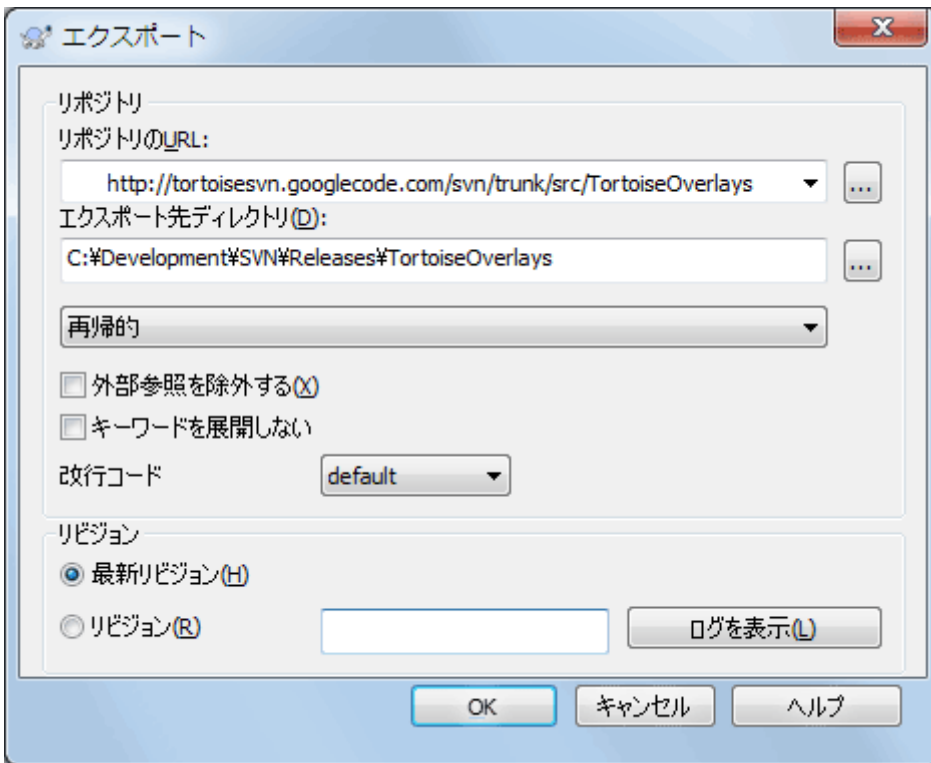 エクスポート
リポジトリ
リポジトリのURL:
http://tortoisesvn.googlecode.com/svn/trunk/src/TortoiseOverlays
...
エクスポート先ディレクトリ(D):
C:¥Development¥SVN¥Releases¥TortoiseOverlays
...
再帰的
外部参照を除外する(X)
キーワードを展開しない
改行コード default
リビジョン
最新リビジョン(H)
リビジョン(R) ログを表示(L)
OK キャンセル ヘルプ